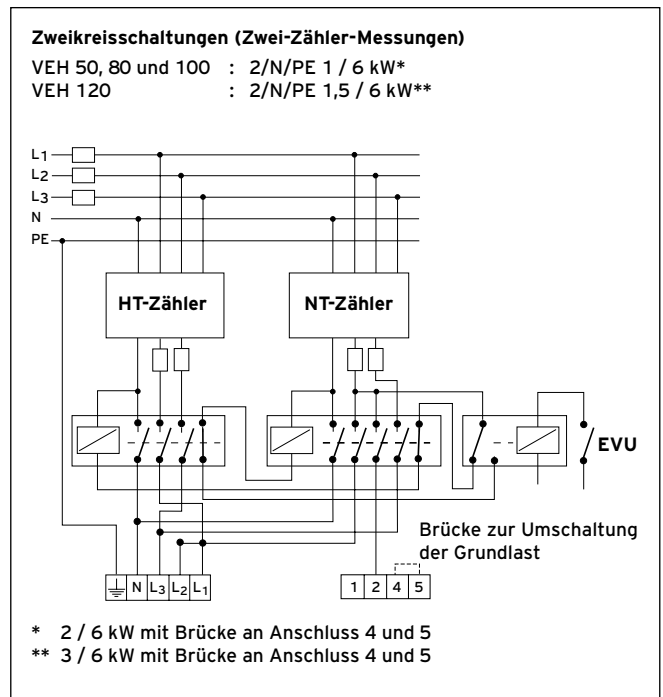 Zweikreisschaltungen (Zwei-Zähler-Messungen)
VEH 50, 80 und 100 : 2/N/PE 1 / 6 kW*
VEH 120 : 2/N/PE 1,5 / 6 kW**
L1
L2
L3
N
PE
HT-Zähler NT-Zähler
EVU
Brücke zur Umschaltung
der Grundlast
N L3 L2 L1 1 2 4 5
* 2 / 6 kW mit Brücke an Anschluss 4 und 5
** 3 / 6 kW mit Brücke an Anschluss 4 und 5